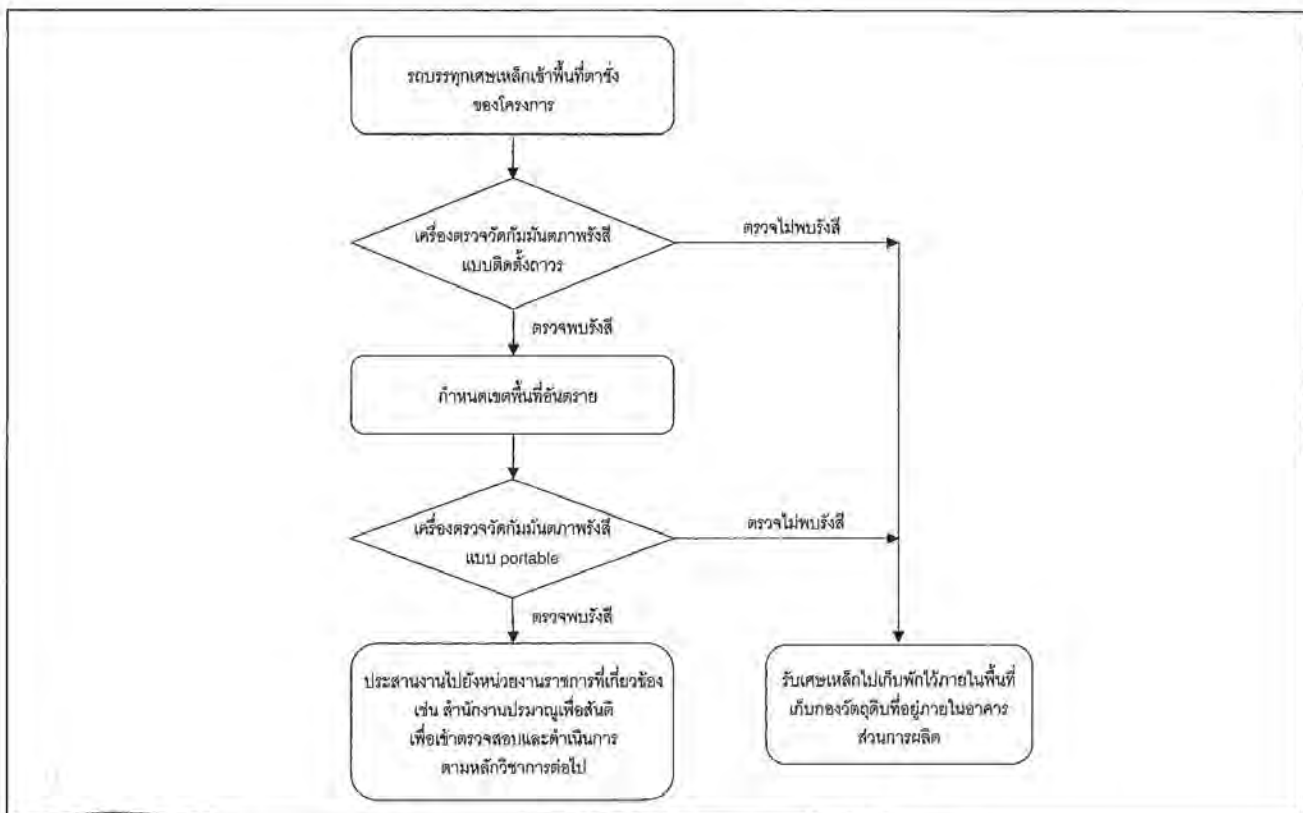 รถบรรทุกเศษเหล็กเข้าพื้นที่ตาชั่ง
ของโครงการ
เครื่องตรวจวัดกัมมันตภาพรังสี
แบบติดตั้งถาวร
ตรวจไม่พบรังสี
ตรวจพบรังสี
กำหนดเขตพื้นที่อันตราย
เครื่องตรวจวัดกัมมันตภาพรังสี
แบบ portable
ตรวจไม่พบรังสี
ตรวจพบรังสี
ประสานงานไปยังหน่วยงานราชการที่เกี่ยวข้อง
เช่น สำนักงานปรมาณูเพื่อสันติ
เพื่อเข้าตรวจสอบและดำเนินการ
ตามหลักวิชาการต่อไป
รับเศษเหล็กไปเก็บพักไว้ภายในพื้นที่
เก็บกองวัตถุดิบที่อยู่ภายในอาคาร
ส่วนการผลิต